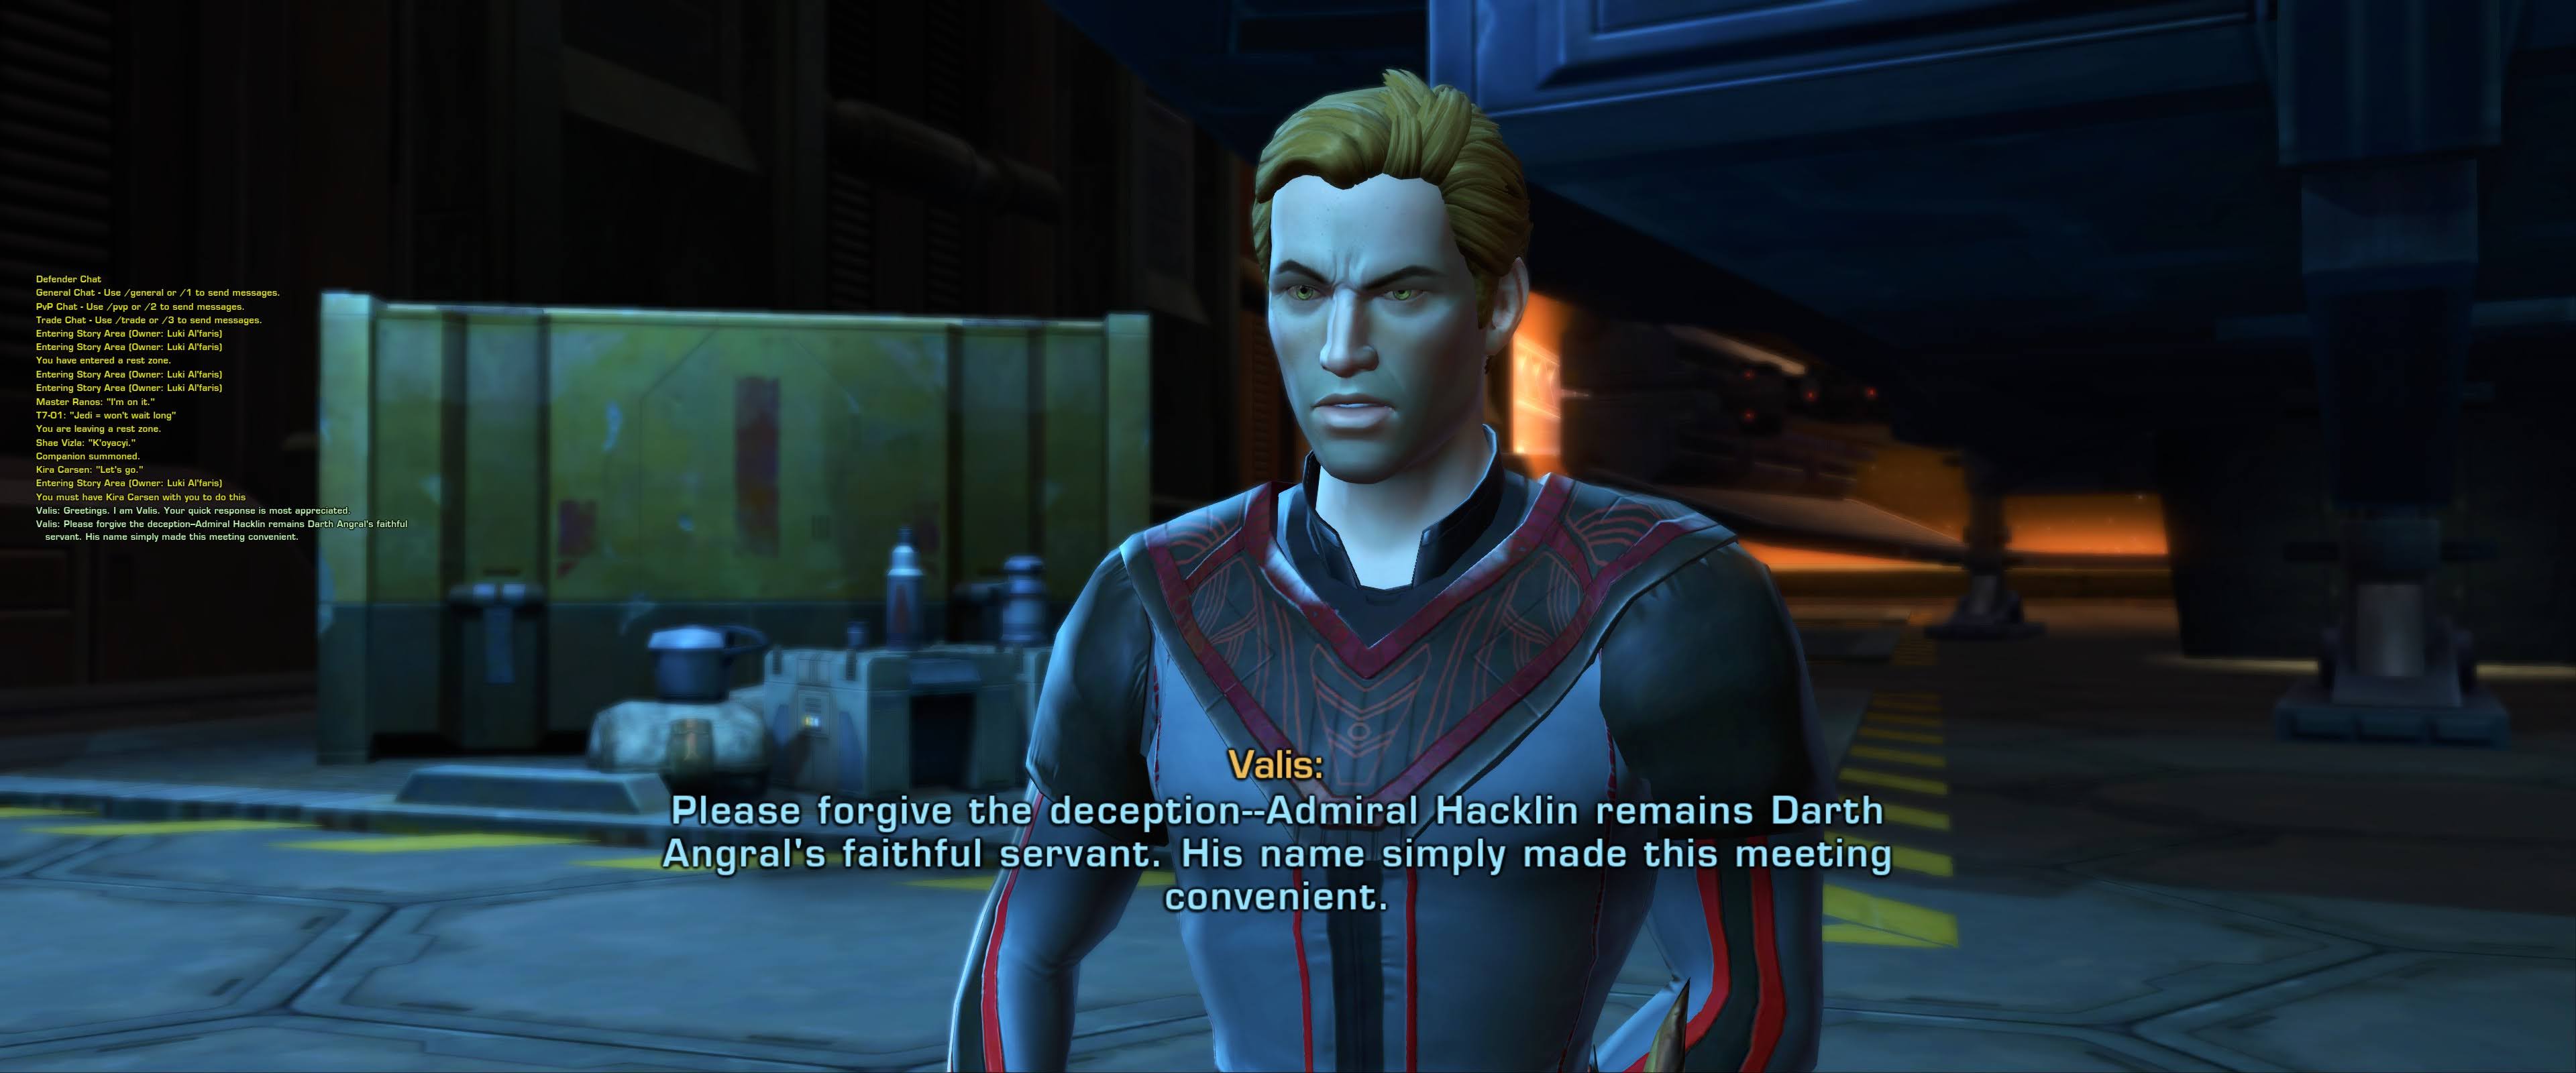 Defender Chat
General Chat - Use /general or /1 to send messages.
PvP Chat - Use /pvp or /2 to send messages.
Trade Chat - Use /trade or /3 to send messages.
Entering Story Area (Owner: Luki Al'faris)
Entering Story Area (Owner: Luki Al'faris)
You have entered a rest zone.
Entering Story Area (Owner: Luki Al'faris)
Entering Story Area (Owner: Luki Al'faris)
Master Ranos: "I'm on it."
T7-O1: "Jedi = won't wait long"
You are leaving a rest zone.
Shae Vizla: "K'oyacyi."
Companion summoned.
Kira Carsen: "Let's go."
Entering Story Area (Owner: Luki Al'faris)
You must have Kira Carsen with you to do this
Valis: Greetings. I am Valis. Your quick response is most appreciated.
Valis: Please forgive the deception--Admiral Hacklin remains Darth Angral's faithful
servant. His name simply made this meeting convenient.
Valis:
Please forgive the deception--Admiral Hacklin remains Darth
Angral's faithful servant. His name simply made this meeting
convenient.